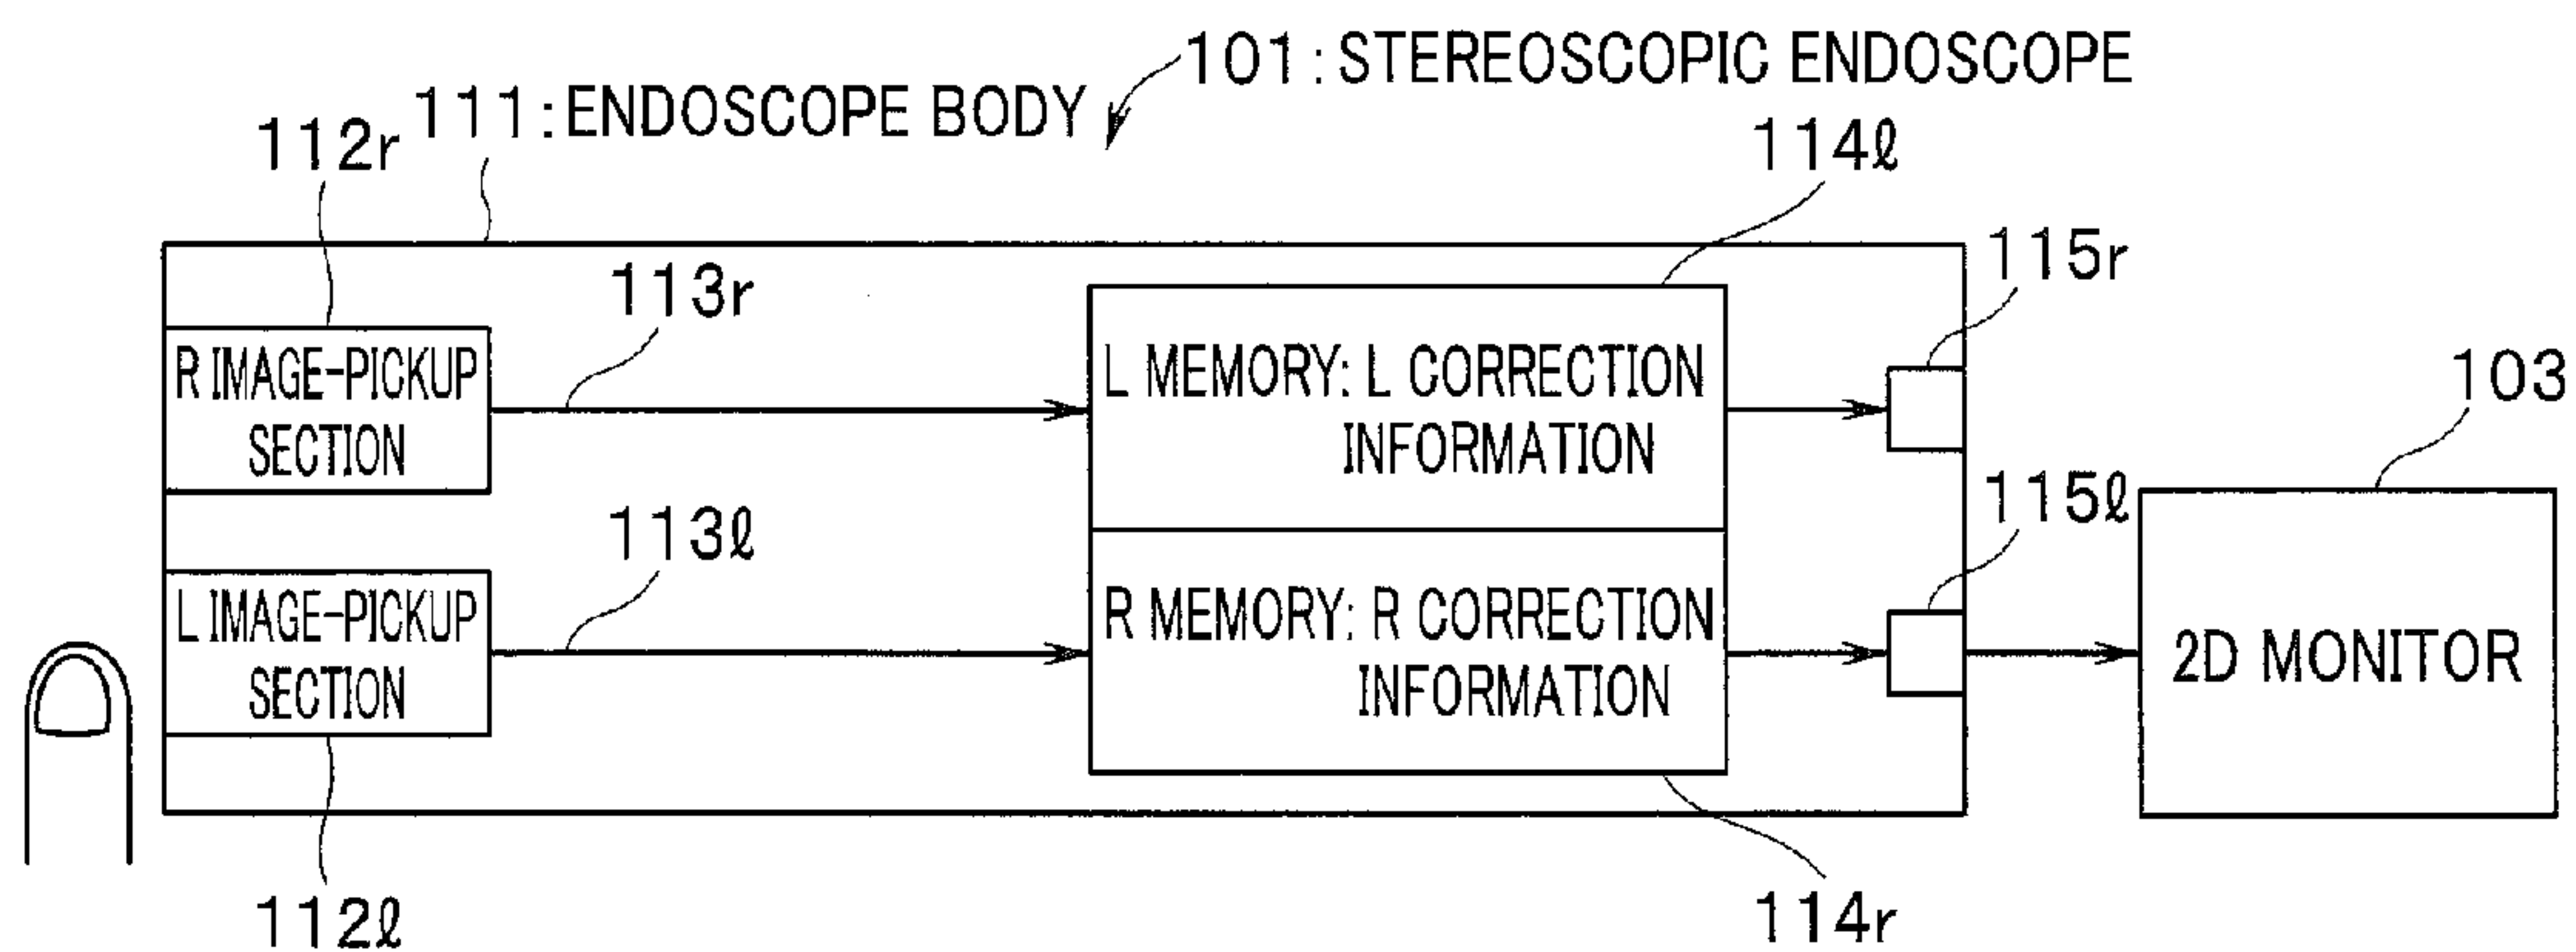 101:STEREOSCOPIC ENDOSCOPE
111:ENDOSCOPE BODY
112r
114ℓ
115r
113r
R IMAGE-PICKUP
SECTION
L MEMORY: L CORRECTION
INFORMATION
103
115ℓ
113ℓ
L IMAGE-PICKUP
SECTION
R MEMORY: R CORRECTION
INFORMATION
2D MONITOR
112ℓ
114r